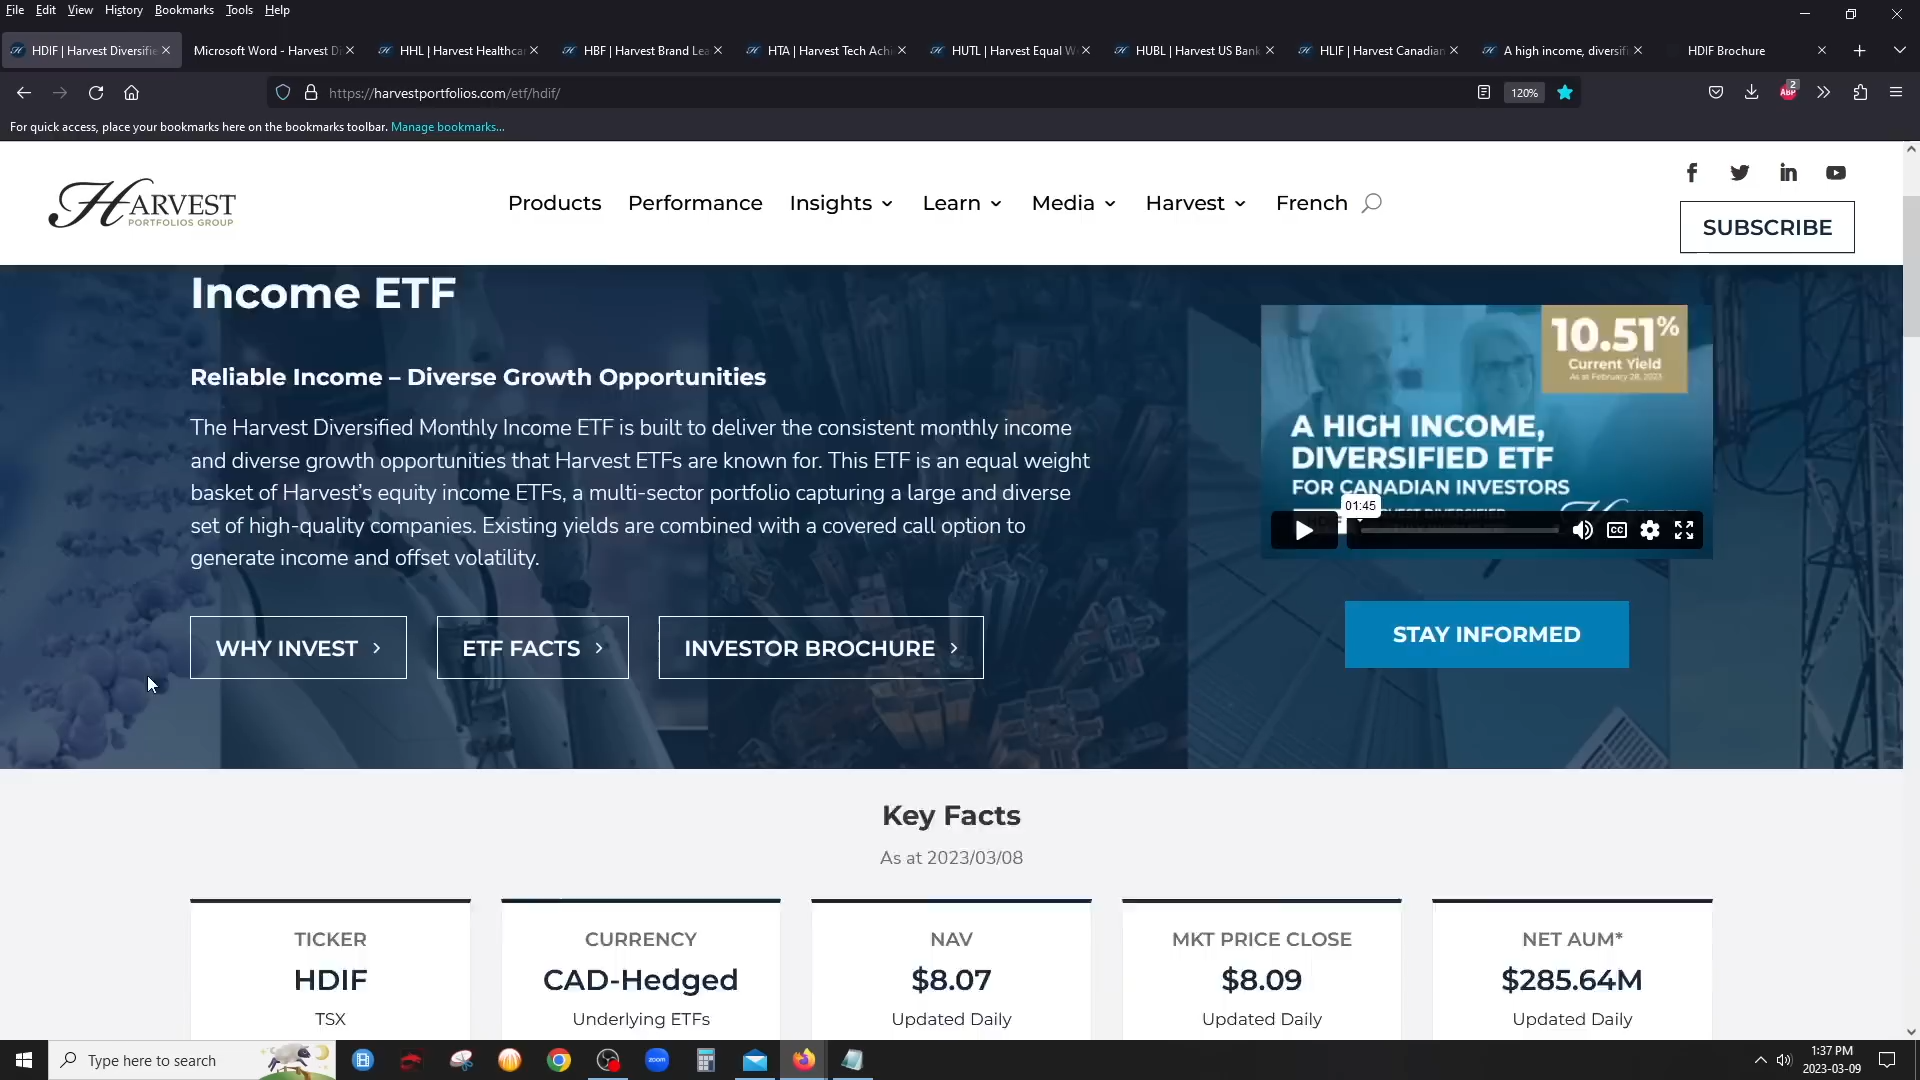 File Edit View History Bookmarks Tools Help
HDIF | Harvest Diversifie
Microsoft Word - Harvest D
HHL | Harvest Healthca
HBF | Harvest Brand Lea
HTA | Harvest Tech Achi
HUTL | Harvest Equal W
HUBL | Harvest US Bank
HLIF | Harvest Canadian
A high income, diversifi
HDIF Brochure
https://harvestportfolios.com/etf/hdif/
120%
ABP
2
For quick access, place your bookmarks here on the bookmarks toolbar. Manage bookmarks...
HARVEST
PORTFOLIOS GROUP
Products Performance Insights Learn Media Harvest French
SUBSCRIBE
Income ETF
Reliable Income – Diverse Growth Opportunities
The Harvest Diversified Monthly Income ETF is built to deliver the consistent monthly income
and diverse growth opportunities that Harvest ETFs are known for. This ETF is an equal weight
basket of Harvest's equity income ETFs, a multi-sector portfolio capturing a large and diverse
set of high-quality companies. Existing yields are combined with a covered call option to
generate income and offset volatility.
WHY INVEST
ETF FACTS
INVESTOR BROCHURE
10.51%
Current Yield
As at February 28, 2023
A HIGH INCOME,
DIVERSIFIED ETF
FOR CANADIAN INVESTORS
01:45
CC
STAY INFORMED
Key Facts
As at 2023/03/08
TICKER
HDIF
TSX
CURRENCY
CAD-Hedged
Underlying ETFs
NAV
$8.07
Updated Daily
MKT PRICE CLOSE
$8.09
Updated Daily
NET AUM*
$285.64M
Updated Daily
Type here to search
zoom
1:37 PM
2023-03-09